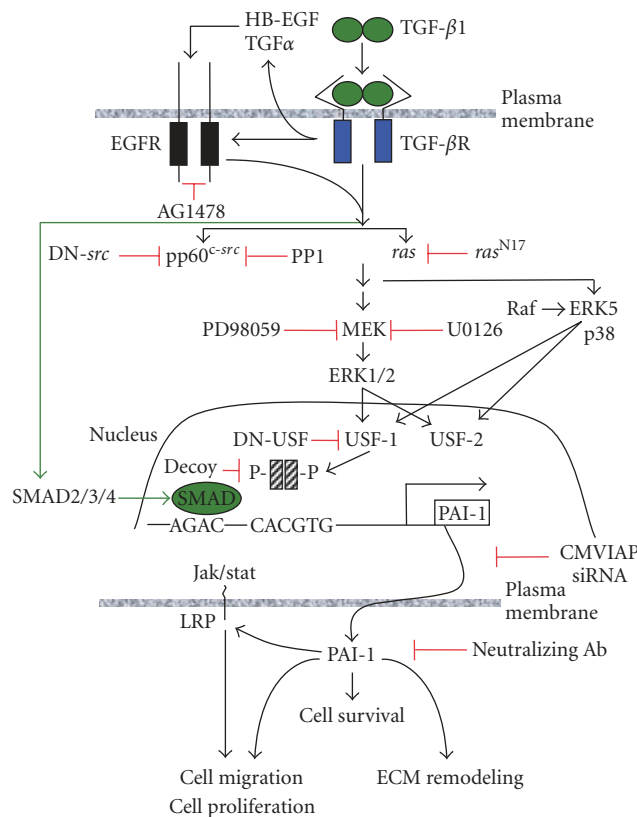 HB-EGF
TGFα
TGF-β1
Plasma
membrane
EGFR
TGF-βR
AG1478
DN-src
pp60c-src
PP1
ras
rasN17
Raf
ERK5
p38
PD98059
MEK
U0126
ERK1/2
Nucleus
DN-USF
USF-1
USF-2
Decoy
P-
-P
SMAD2/3/4
SMAD
PAI-1
AGAC
CACGTG
CMVIAP
siRNA
Jak/stat
Plasma
membrane
LRP
PAI-1
Neutralizing Ab
Cell survival
Cell migration
Cell proliferation
ECM remodeling